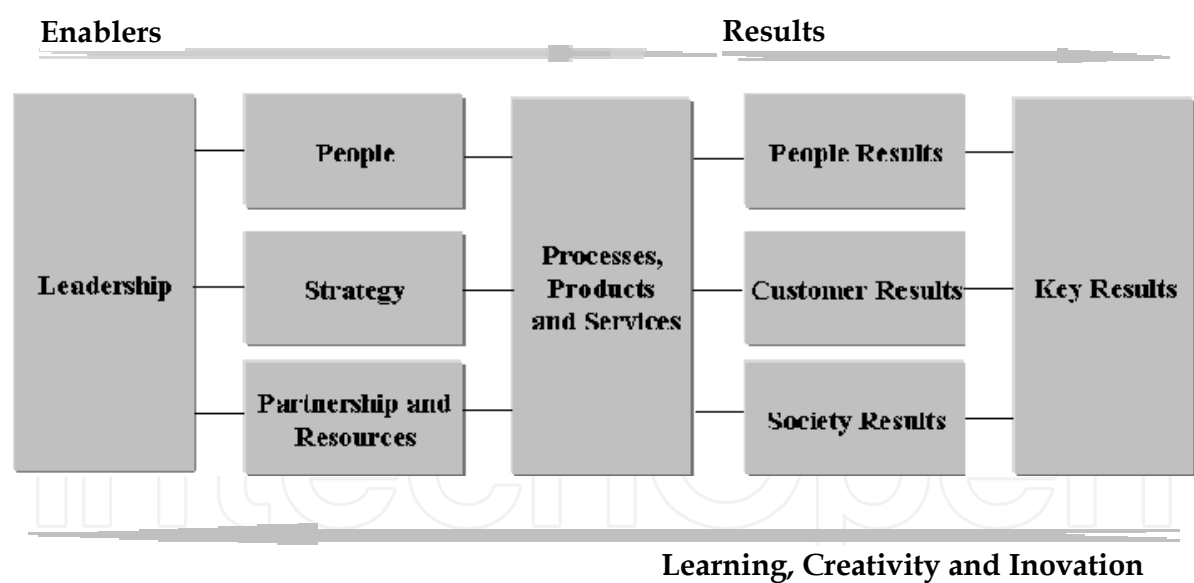 Enablers
Results
People
People Results
Leadership
Strategy
Processes,
Products
and Services
Customer Results
Key Results
Partnership and
Resources
Society Results
intechopen
Learning, Creativity and Inovation